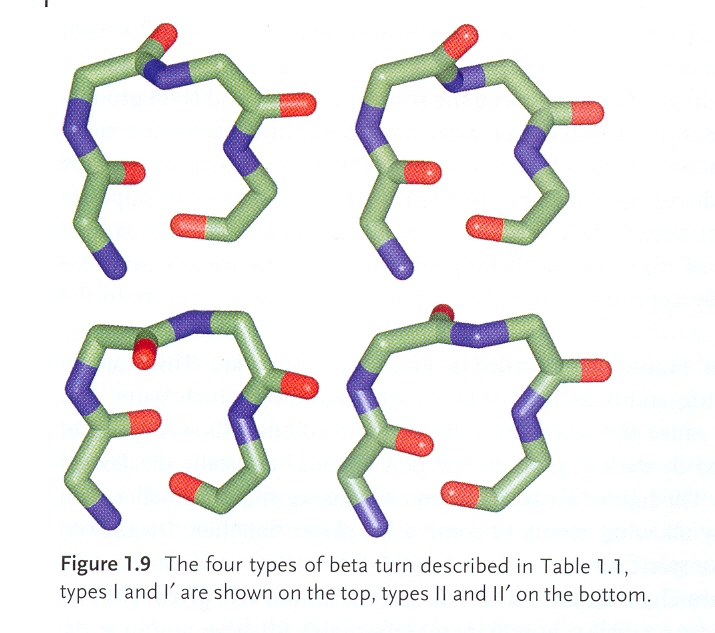 Figure 1.9 The four types of beta turn described in Table 1.1,
types I and I′ are shown on the top, types II and II′ on the bottom.